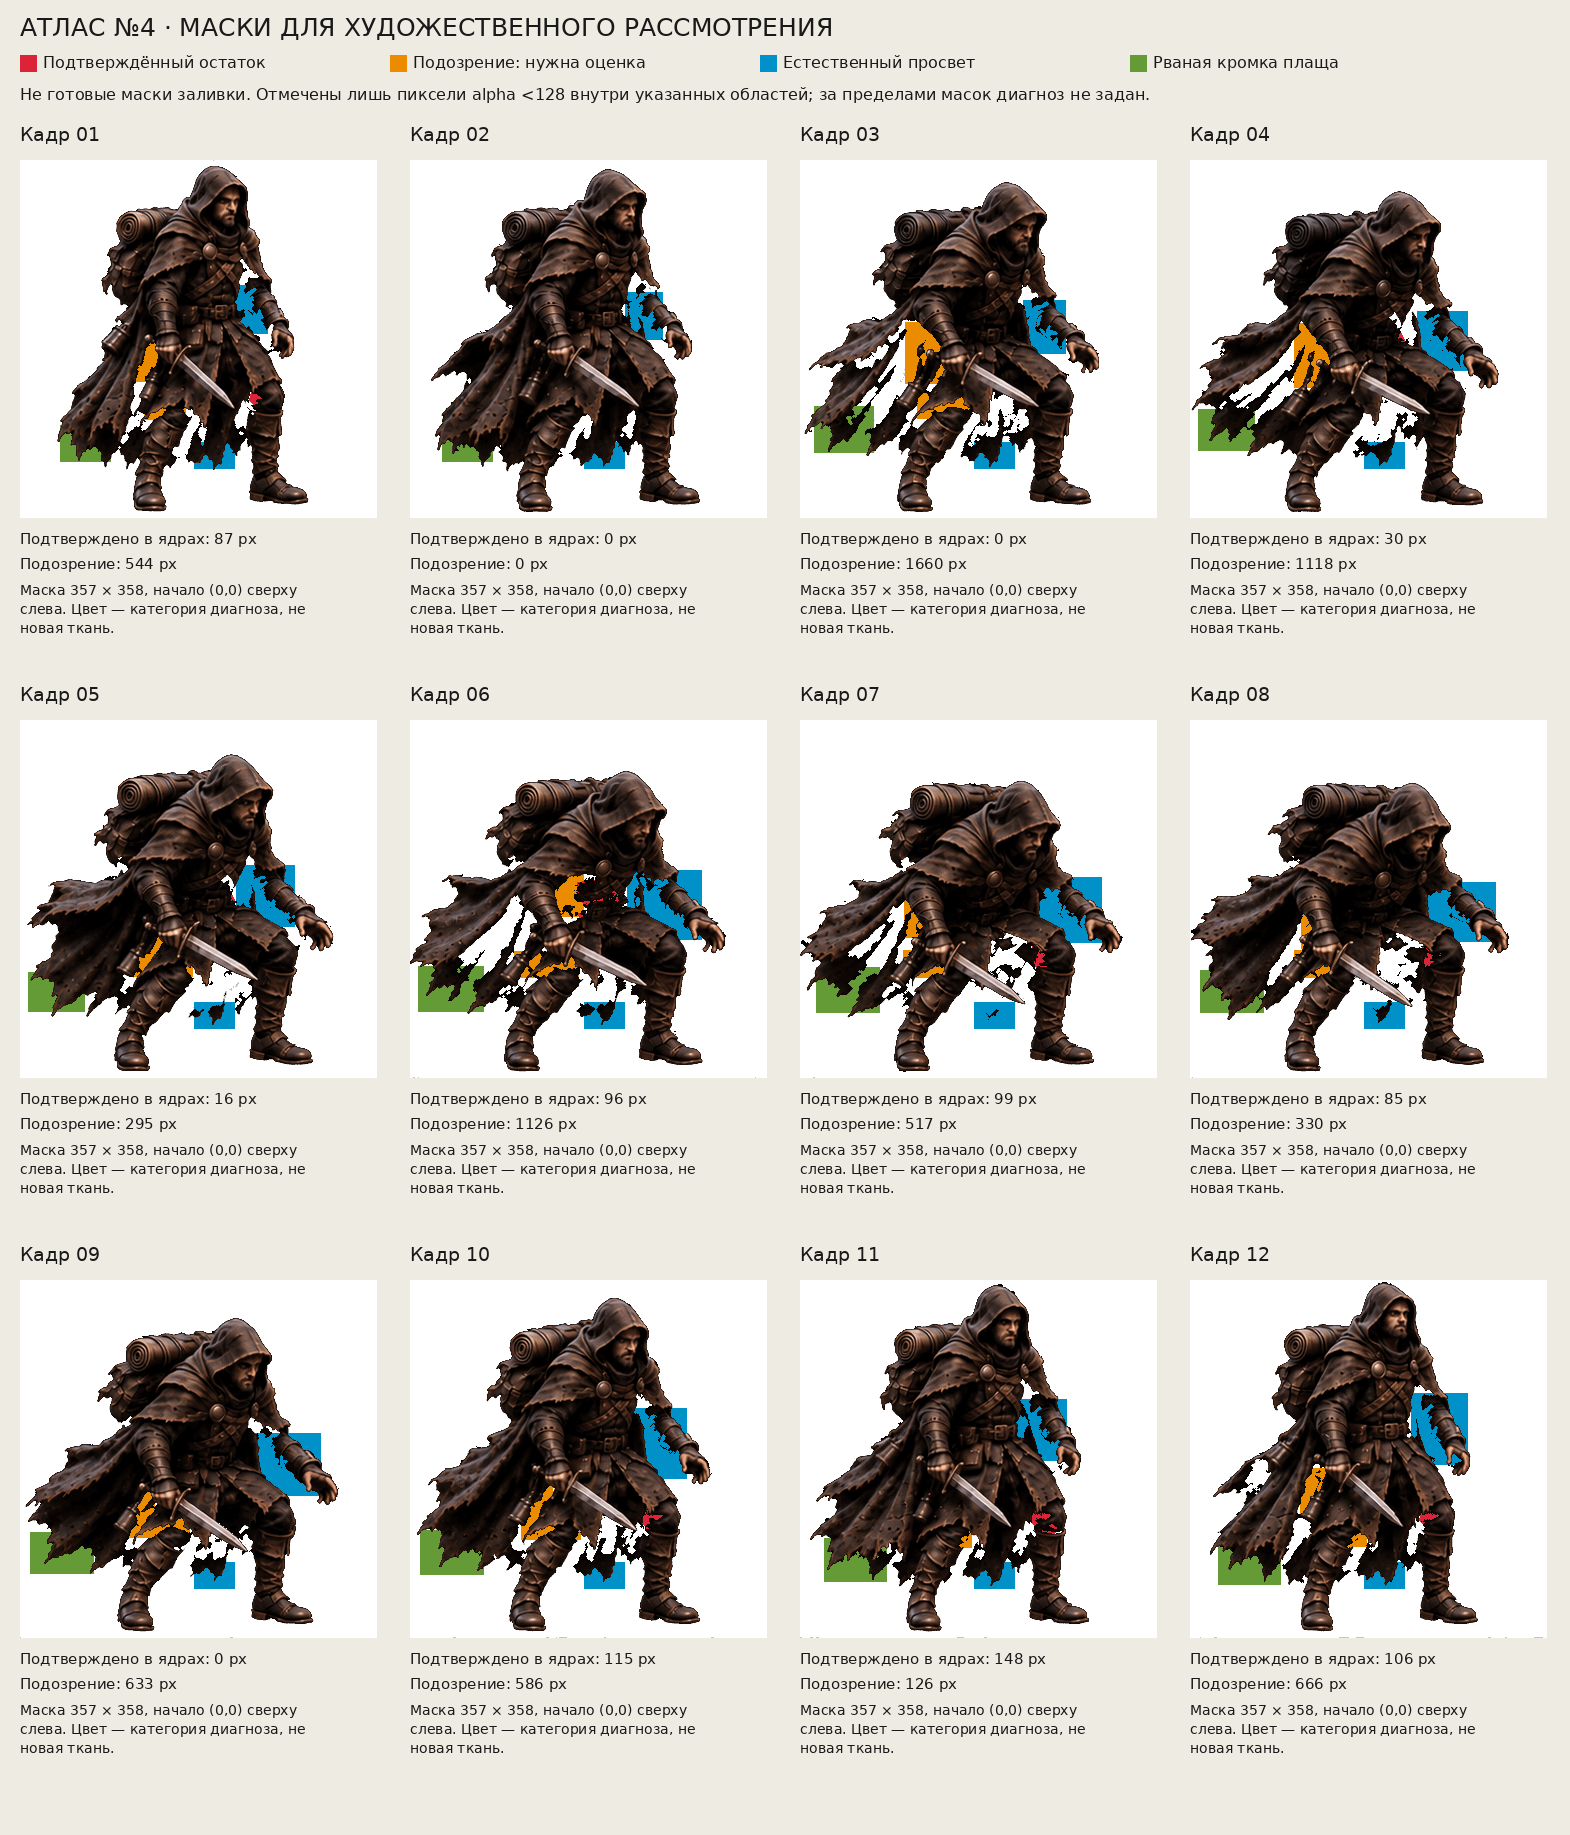 АТЛАС №4 · МАСКИ ДЛЯ ХУДОЖЕСТВЕННОГО РАССМОТРЕНИЯ
Подтверждённый остаток
Подозрение: нужна оценка
Естественный просвет
Рваная кромка плаща
Не готовые маски заливки. Отмечены лишь пиксели alpha <128 внутри указанных областей; за пределами масок диагноз не задан.
Кадр 01
Подтверждено в ядрах: 87 px
Подозрение: 544 px
Маска 357 × 358, начало (0,0) сверху
слева. Цвет — категория диагноза, не
новая ткань.
Кадр 02
Подтверждено в ядрах: 0 px
Подозрение: 0 px
Маска 357 × 358, начало (0,0) сверху
слева. Цвет — категория диагноза, не
новая ткань.
Кадр 03
Подтверждено в ядрах: 0 px
Подозрение: 1660 px
Маска 357 × 358, начало (0,0) сверху
слева. Цвет — категория диагноза, не
новая ткань.
Кадр 04
Подтверждено в ядрах: 30 px
Подозрение: 1118 px
Маска 357 × 358, начало (0,0) сверху
слева. Цвет — категория диагноза, не
новая ткань.
Кадр 05
Подтверждено в ядрах: 16 px
Подозрение: 295 px
Маска 357 × 358, начало (0,0) сверху
слева. Цвет — категория диагноза, не
новая ткань.
Кадр 06
Подтверждено в ядрах: 96 px
Подозрение: 1126 px
Маска 357 × 358, начало (0,0) сверху
слева. Цвет — категория диагноза, не
новая ткань.
Кадр 07
Подтверждено в ядрах: 99 px
Подозрение: 517 px
Маска 357 × 358, начало (0,0) сверху
слева. Цвет — категория диагноза, не
новая ткань.
Кадр 08
Подтверждено в ядрах: 85 px
Подозрение: 330 px
Маска 357 × 358, начало (0,0) сверху
слева. Цвет — категория диагноза, не
новая ткань.
Кадр 09
Подтверждено в ядрах: 0 px
Подозрение: 633 px
Маска 357 × 358, начало (0,0) сверху
слева. Цвет — категория диагноза, не
новая ткань.
Кадр 10
Подтверждено в ядрах: 115 px
Подозрение: 586 px
Маска 357 × 358, начало (0,0) сверху
слева. Цвет — категория диагноза, не
новая ткань.
Кадр 11
Подтверждено в ядрах: 148 px
Подозрение: 126 px
Маска 357 × 358, начало (0,0) сверху
слева. Цвет — категория диагноза, не
новая ткань.
Кадр 12
Подтверждено в ядрах: 106 px
Подозрение: 666 px
Маска 357 × 358, начало (0,0) сверху
слева. Цвет — категория диагноза, не
новая ткань.